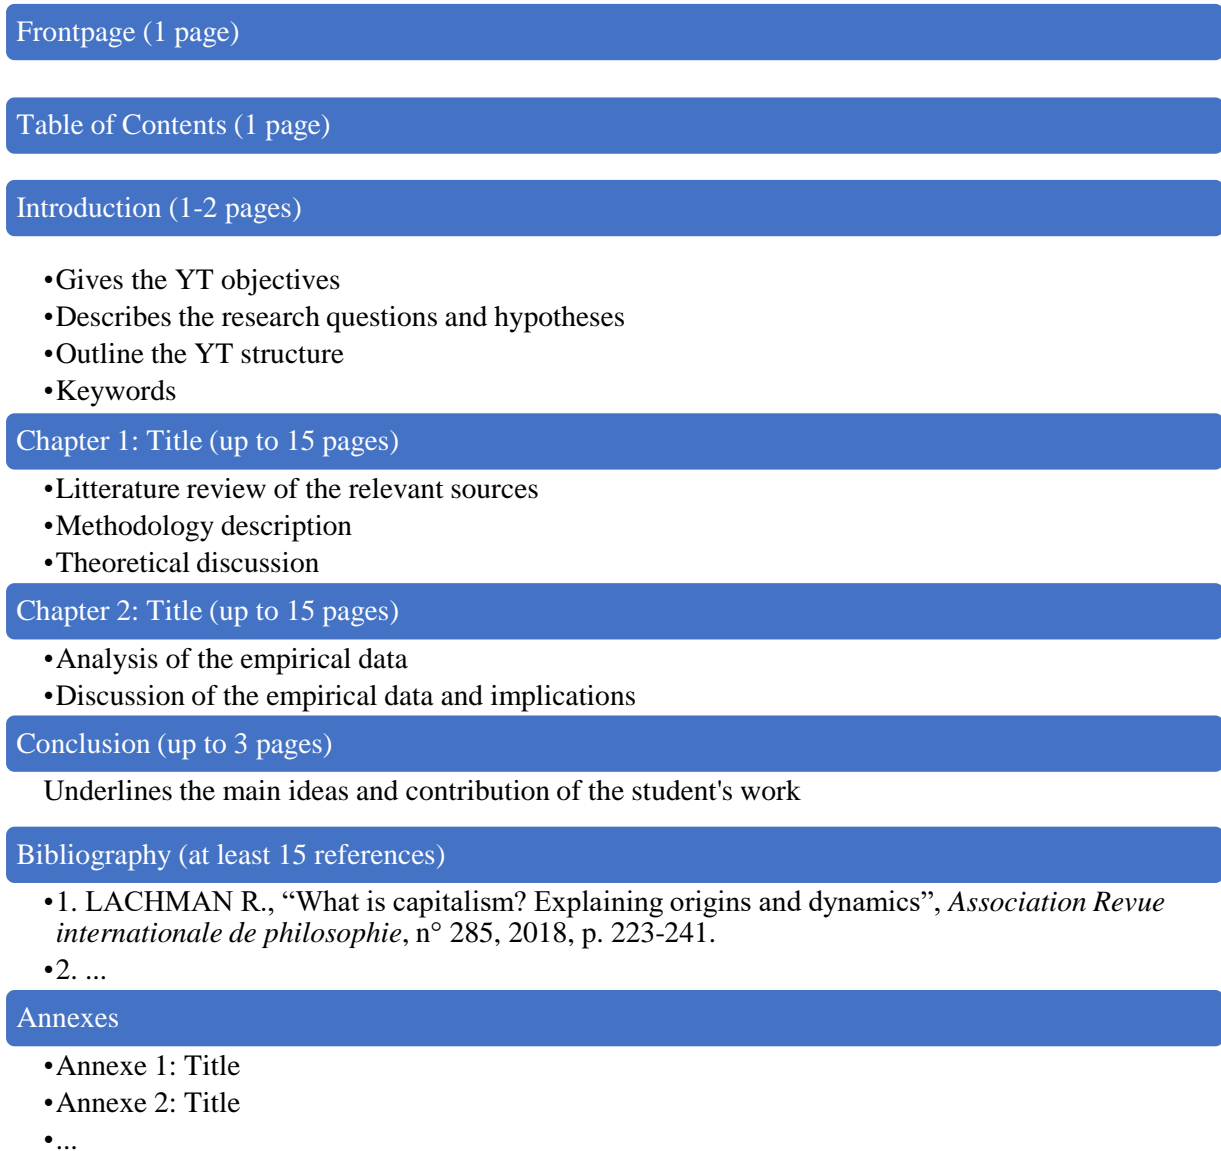 Frontpage (1 page)
Table of Contents (1 page)
Introduction (1-2 pages)
•Gives the YT objectives
•Describes the research questions and hypotheses
•Outline the YT structure
•Keywords
Chapter 1: Title (up to 15 pages)
•Litterature review of the relevant sources
•Methodology description
•Theoretical discussion
Chapter 2: Title (up to 15 pages)
•Analysis of the empirical data
•Discussion of the empirical data and implications
Conclusion (up to 3 pages)
Underlines the main ideas and contribution of the student's work
Bibliography (at least 15 references)
•1. LACHMAN R., “What is capitalism? Explaining origins and dynamics”, Association Revue
internationale de philosophie, n° 285, 2018, p. 223-241.
•2. ...
Annexes
•Annexe 1: Title
•Annexe 2: Title
•...